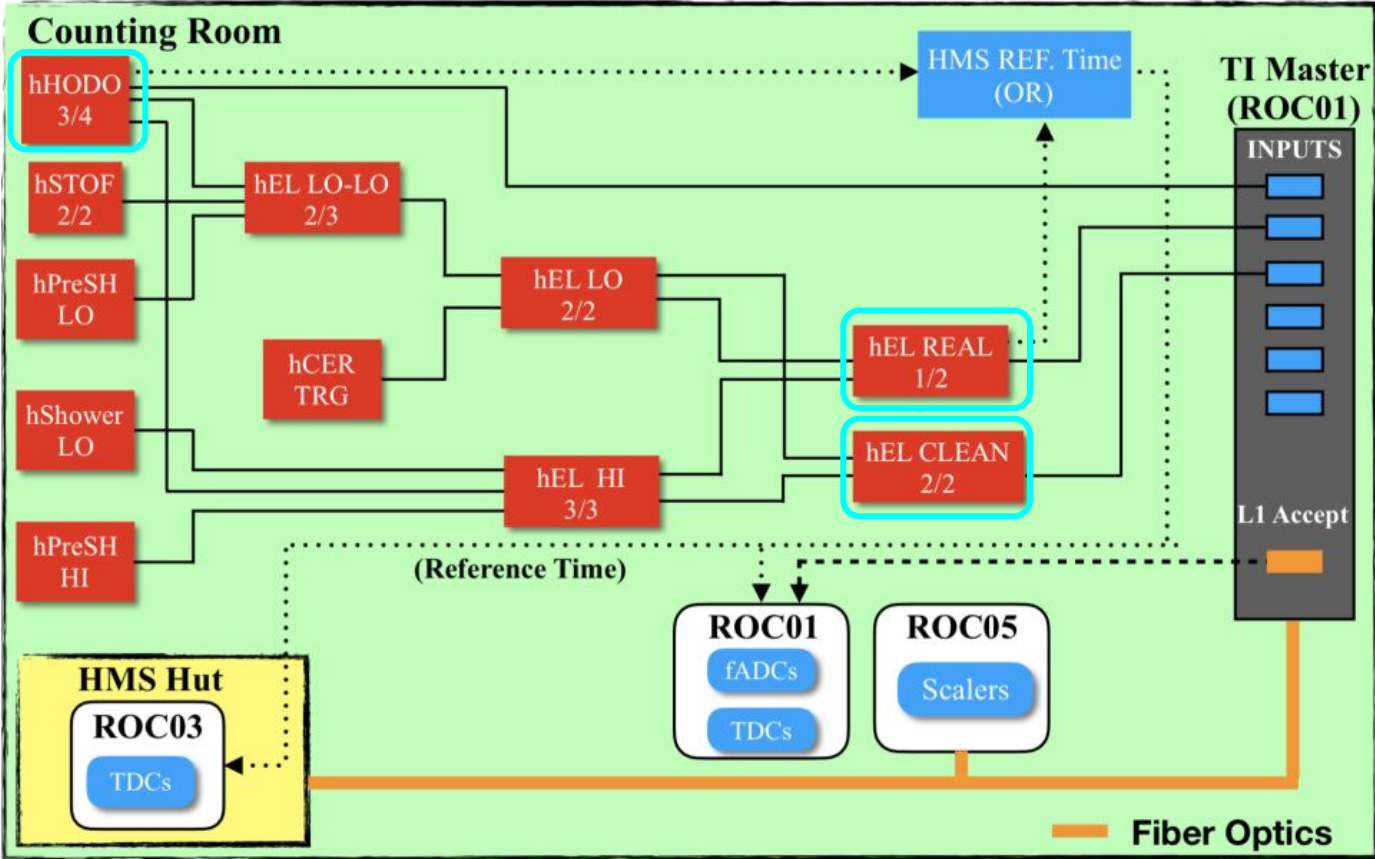 Counting Room
hHODO
3/4
HMS REF. Time
(OR)
TI Master
(ROC01)
INPUTS
hSTOF
2/2
hEL LO-LO
2/3
hPreSH
LO
hEL LO
2/2
hCER
TRG
hEL REAL
1/2
hShower
LO
hEL CLEAN
2/2
hEL HI
3/3
hPreSH
HI
L1 Accept
(Reference Time)
ROC01
fADCs
TDCs
ROC05
Scalers
HMS Hut
ROC03
TDCs
Fiber Optics